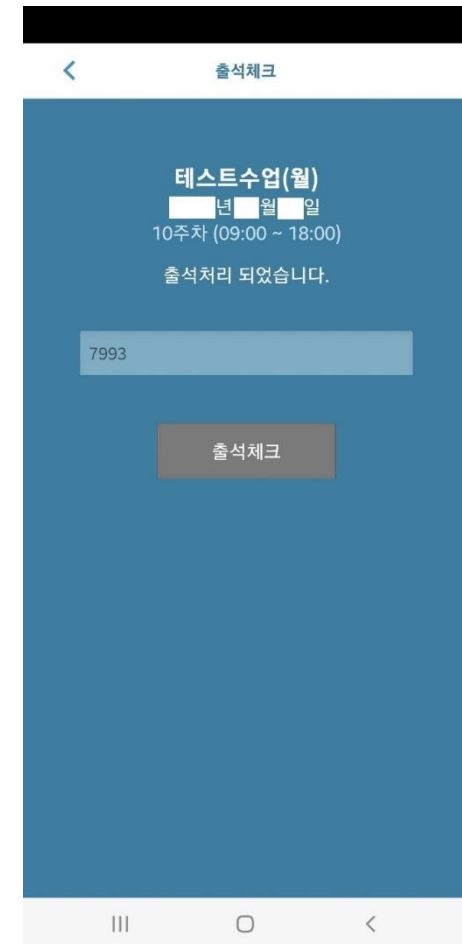 출석체크
테스트수업(월)
년 월 일
10주차 (09:00 ~ 18:00)
출석처리 되었습니다.
7993
출석체크